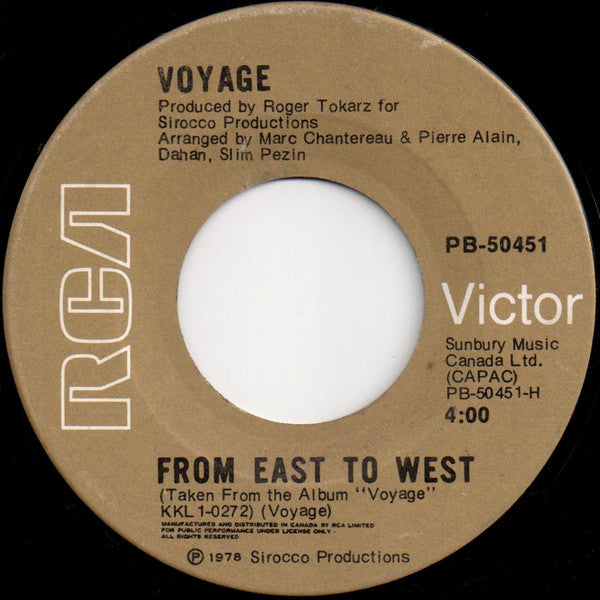 VOYAGE
Produced by Roger Tokarz for
Sirocco Productions
Arranged by Marc Chantereau & Pierre Alain,
Dahan, Slim Pezin
RCA
PB-50451
Victor
Sunbury Music
Canada Ltd.
(CAPAC)
PB-50451-H
4:00
FROM EAST TO WEST
(Taken From the Album "Voyage"
KKL1-0272) (Voyage)
MANUFACTURED AND DISTRIBUTED IN CANADA BY RCA LIMITED
FOR PUBLIC PERFORMANCE UNDER LICENSE ONLY -
ALL RIGHTS RESERVED
℗ 1978 Sirocco Productions